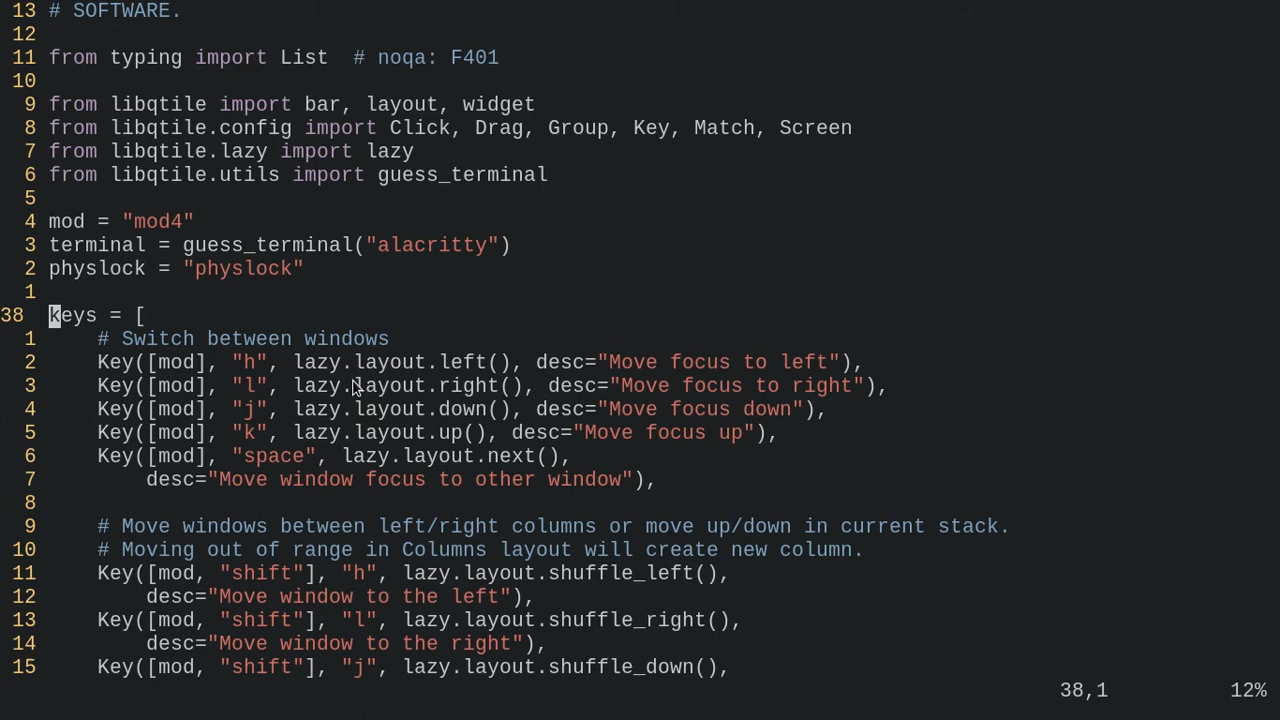 13 # SOFTWARE.
12
11 from typing import List  # noqa: F401
10
9 from libqtile import bar, layout, widget
8 from libqtile.config import Click, Drag, Group, Key, Match, Screen
7 from libqtile.lazy import lazy
6 from libqtile.utils import guess_terminal
5
4 mod = "mod4"
3 terminal = guess_terminal("alacritty")
2 physlock = "physlock"
1
38 keys = [
1     # Switch between windows
2     Key([mod], "h", lazy.layout.left(), desc="Move focus to left"),
3     Key([mod], "l", lazy.layout.right(), desc="Move focus to right"),
4     Key([mod], "j", lazy.layout.down(), desc="Move focus down"),
5     Key([mod], "k", lazy.layout.up(), desc="Move focus up"),
6     Key([mod], "space", lazy.layout.next(),
7         desc="Move window focus to other window"),
8
9     # Move windows between left/right columns or move up/down in current stack.
10     # Moving out of range in Columns layout will create new column.
11     Key([mod, "shift"], "h", lazy.layout.shuffle_left(),
12         desc="Move window to the left"),
13     Key([mod, "shift"], "l", lazy.layout.shuffle_right(),
14         desc="Move window to the right"),
15     Key([mod, "shift"], "j", lazy.layout.shuffle_down(),
38,1 12%